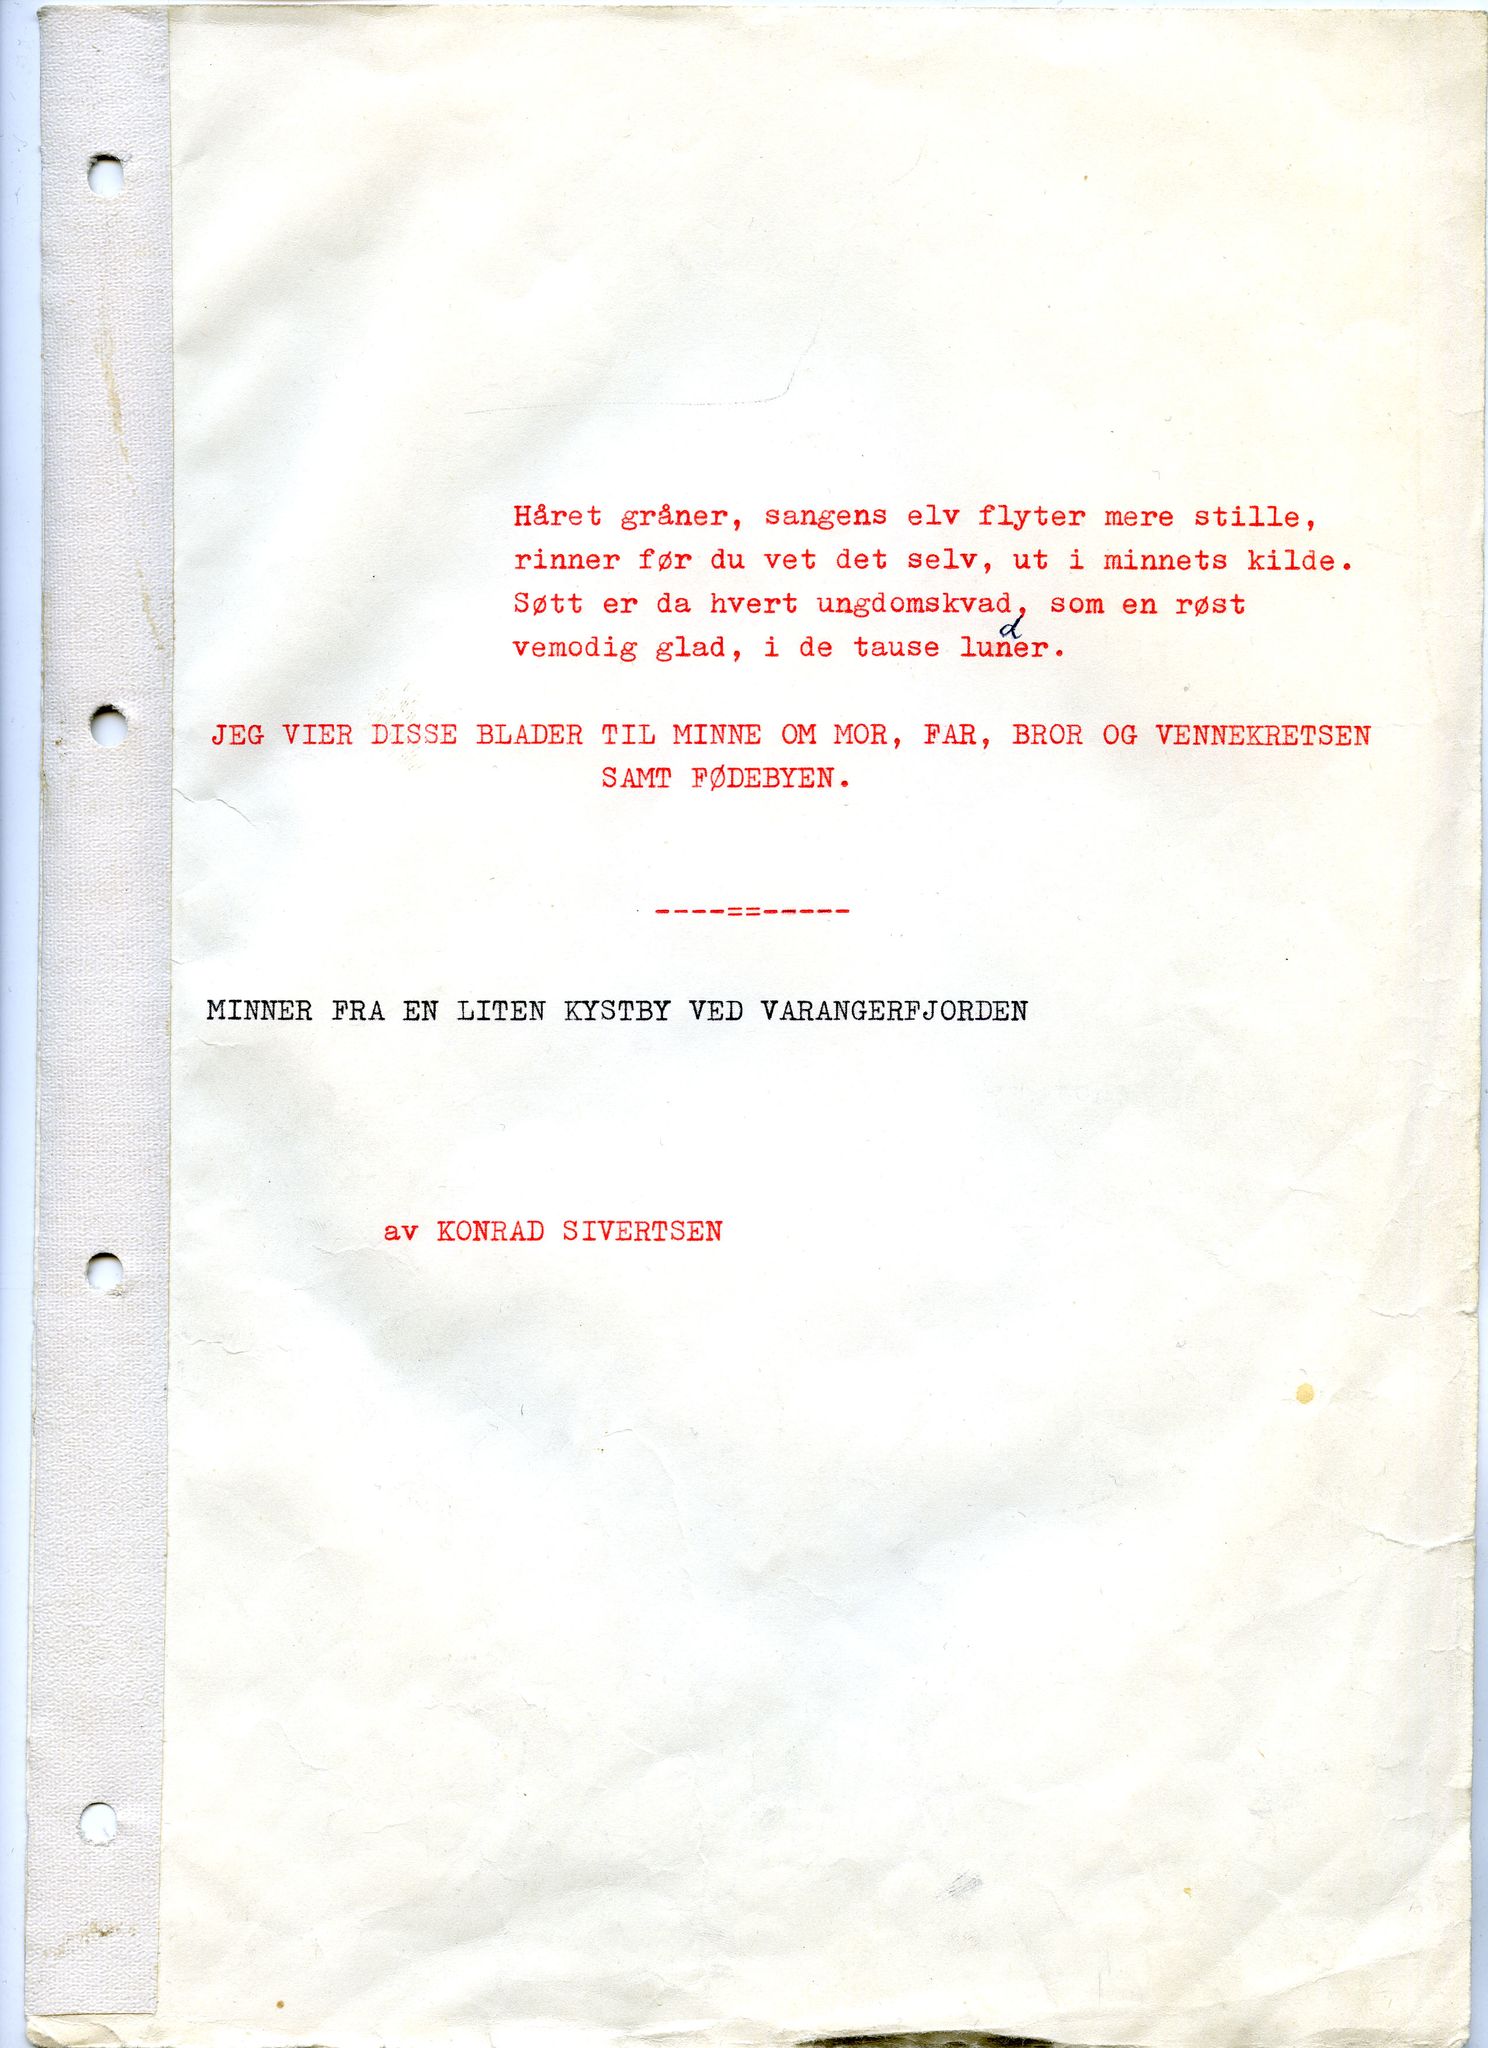 Håret gråner, sangens elv flyter mere stille,
rinner før du vet det selv, ut i minnets kilde.
Søtt er da hvert ungdomskvad, som en røst
vemodig glad, i de tause lunder.
JEG VIER DISSE BLADER TIL MINNE OM MOR, FAR, BROR OG VENNEKRETSEN
SAMT FØDEBYEN.
----==-----
MINNER FRA EN LITEN KYSTBY VED VARANGERFJORDEN
av KONRAD SIVERTSEN